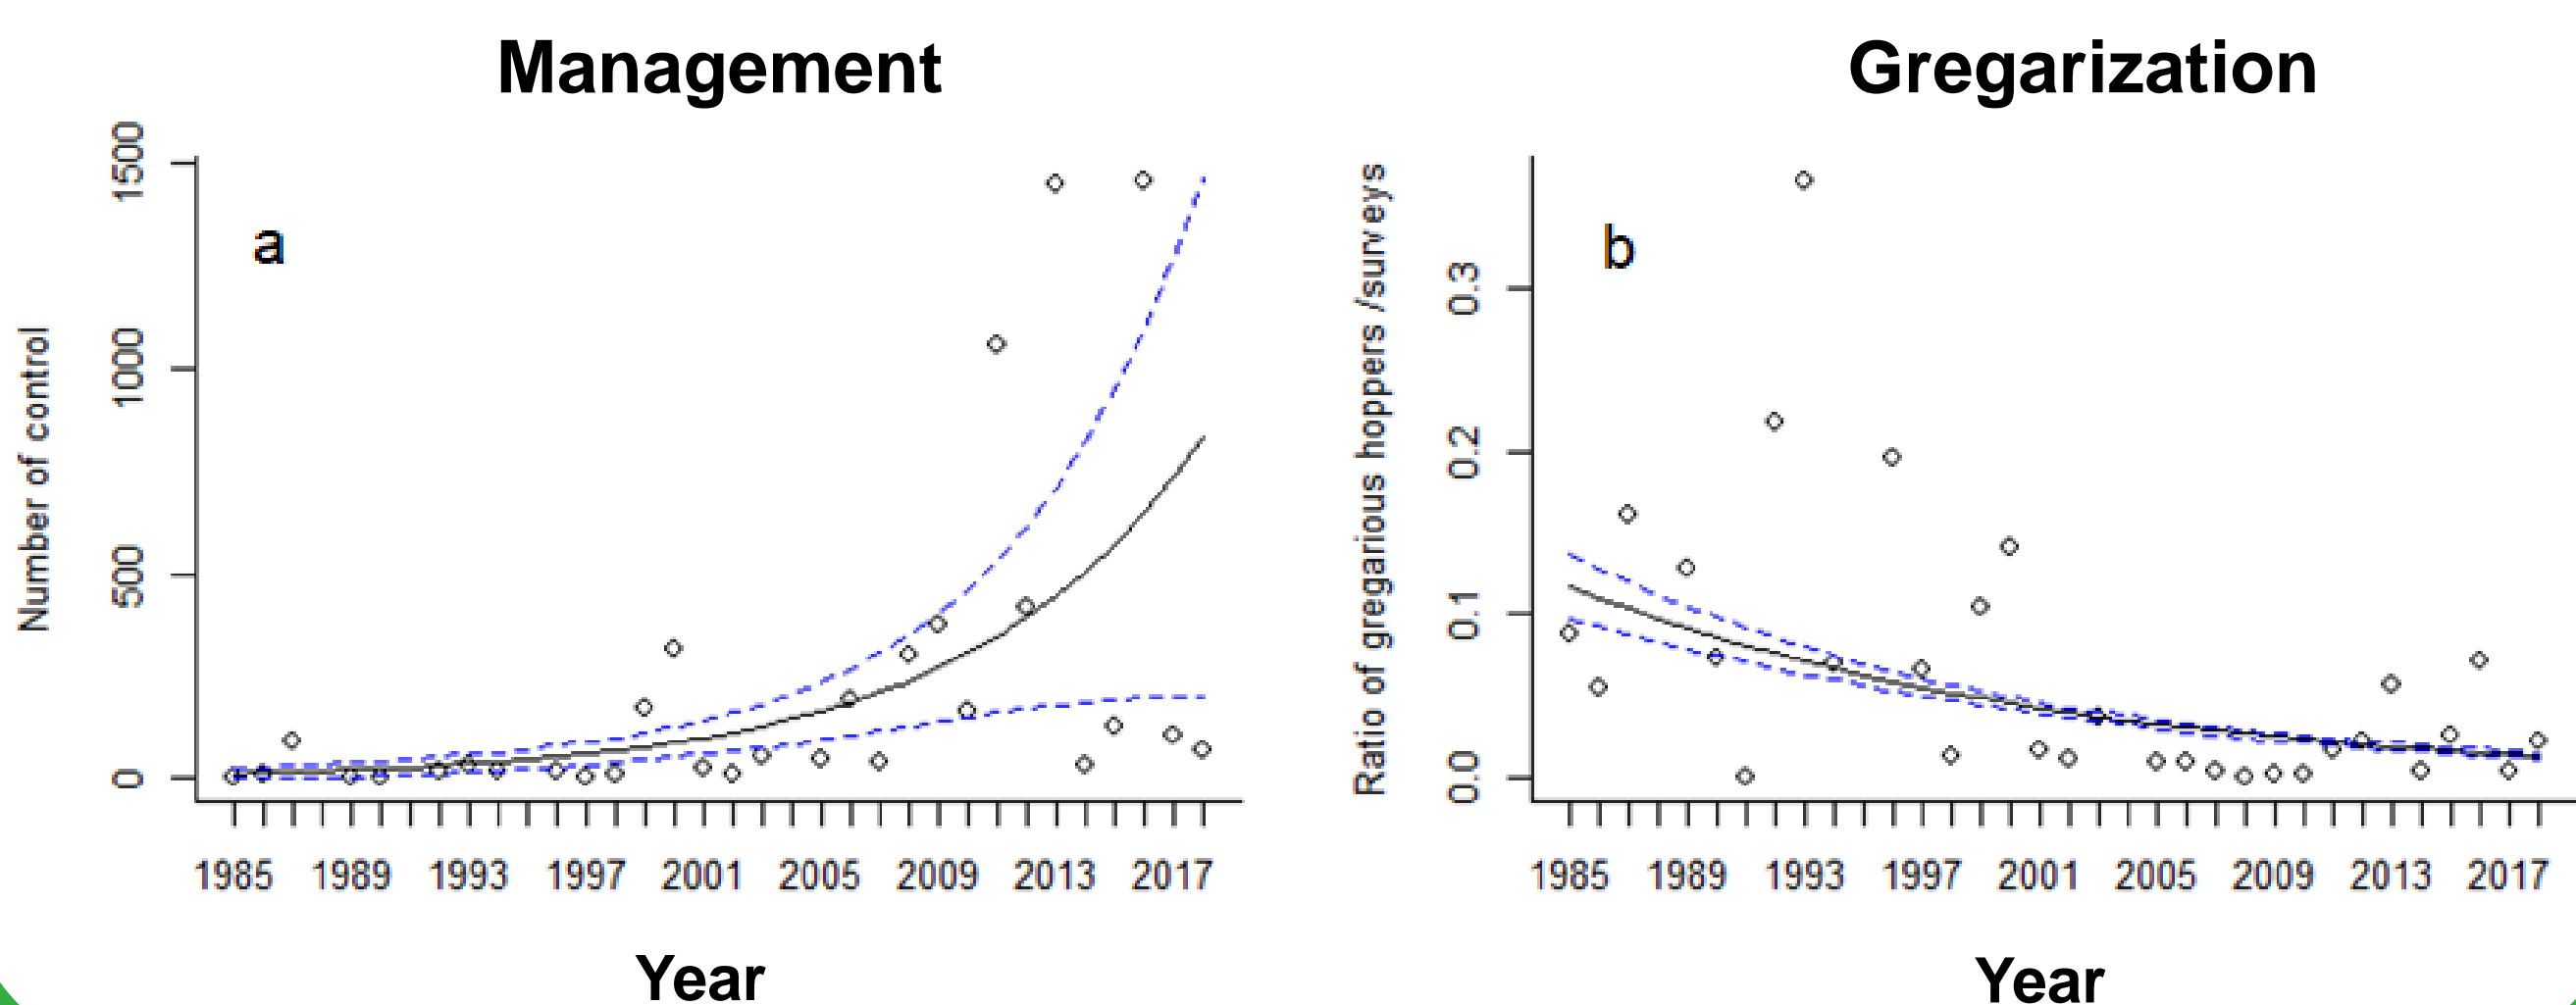 Management
Number of control
1500
1000
500
0
a
1985 1989 1993 1997 2001 2005 2009 2013 2017
Year
Gregarization
Ratio of gregarious hoppers /surveys
0.3
0.2
0.1
0.0
b
1985 1989 1993 1997 2001 2005 2009 2013 2017
Year